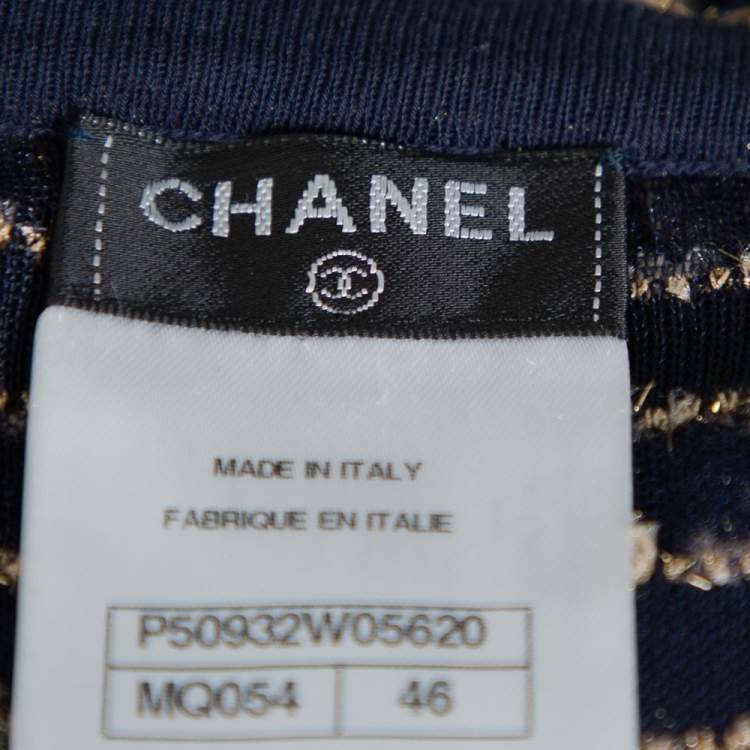 CHANEL
MADE IN ITALY
FABRIQUE EN ITALIE
P50932W05620
MQ054 46